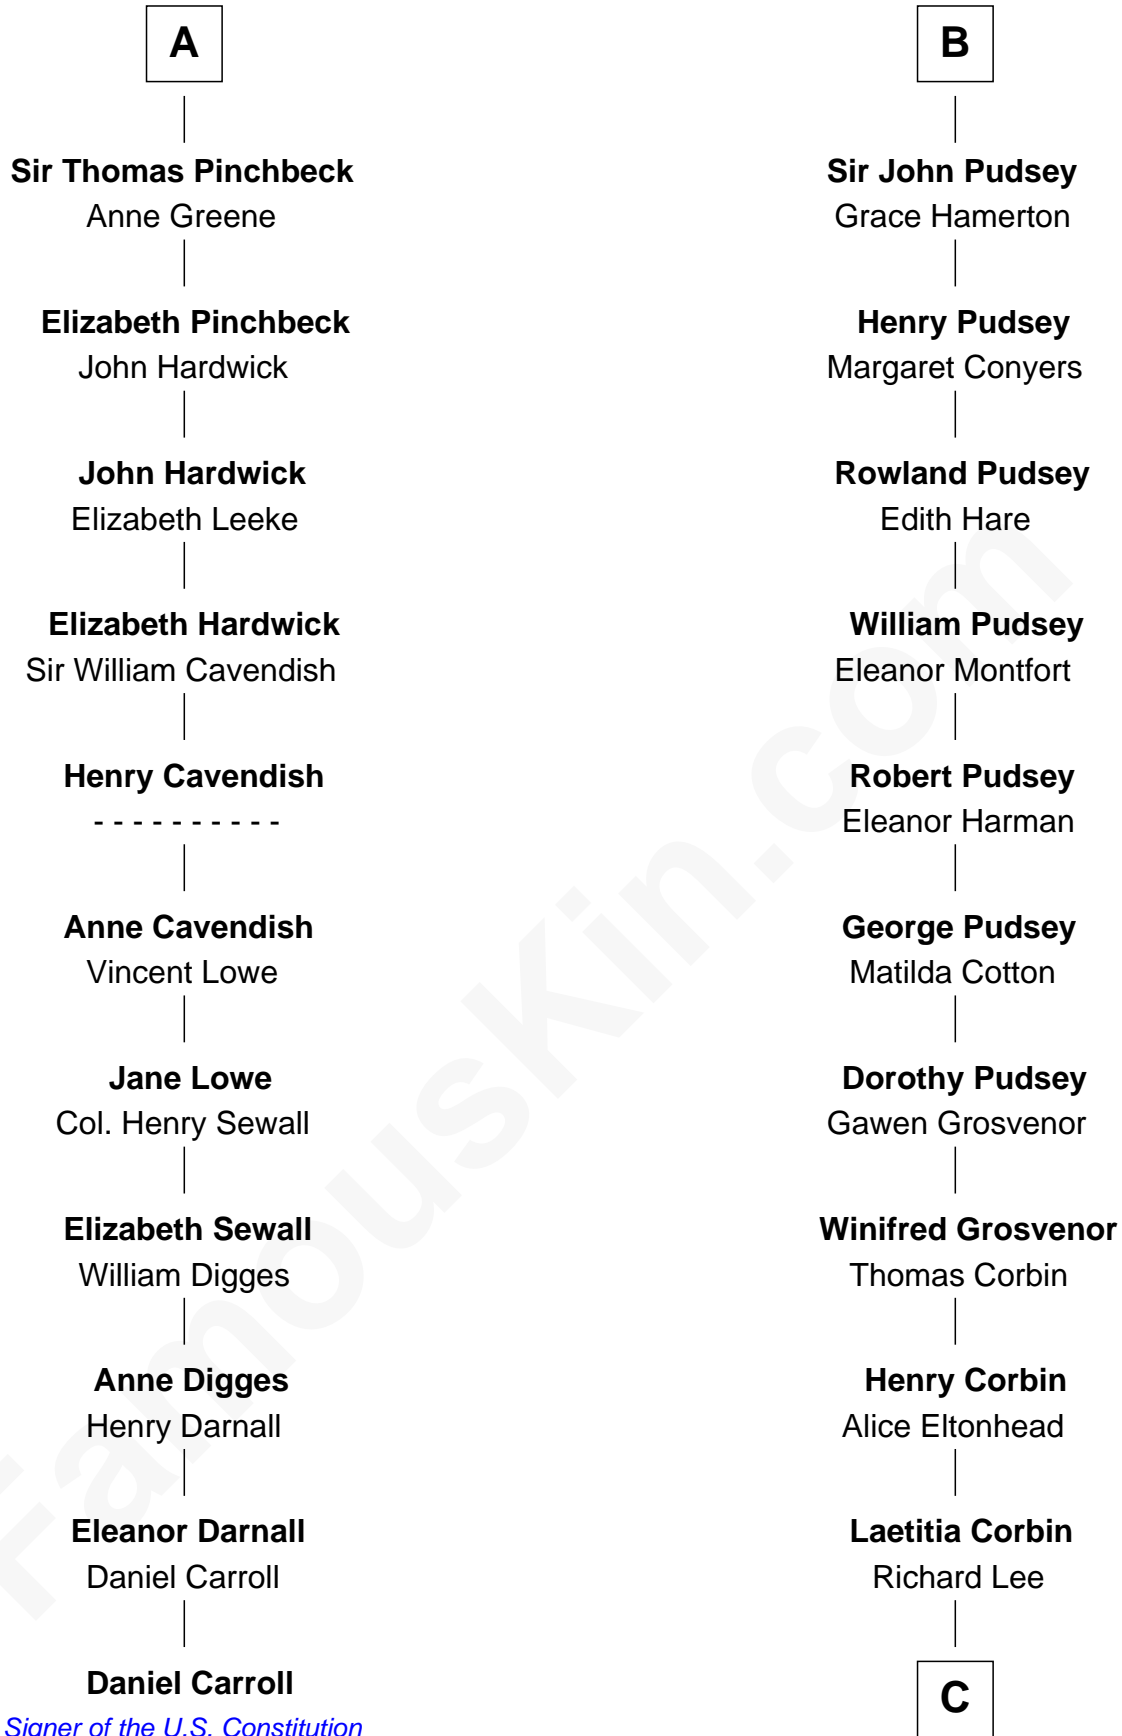 A
Sir Thomas Pinchbeck
Anne Greene
Elizabeth Pinchbeck
John Hardwick
John Hardwick
Elizabeth Leeke
Elizabeth Hardwick
Sir William Cavendish
Henry Cavendish
- - - - - - - - - -
Anne Cavendish
Vincent Lowe
Jane Lowe
Col. Henry Sewall
Elizabeth Sewall
William Digges
Anne Digges
Henry Darnall
Eleanor Darnall
Daniel Carroll
Daniel Carroll
Signer of the U.S. Constitution
B
Sir John Pudsey
Grace Hamerton
Henry Pudsey
Margaret Conyers
Rowland Pudsey
Edith Hare
William Pudsey
Eleanor Montfort
Robert Pudsey
Eleanor Harman
George Pudsey
Matilda Cotton
Dorothy Pudsey
Gawen Grosvenor
Winifred Grosvenor
Thomas Corbin
Henry Corbin
Alice Eltonhead
Laetitia Corbin
Richard Lee
C
FamousKin.com